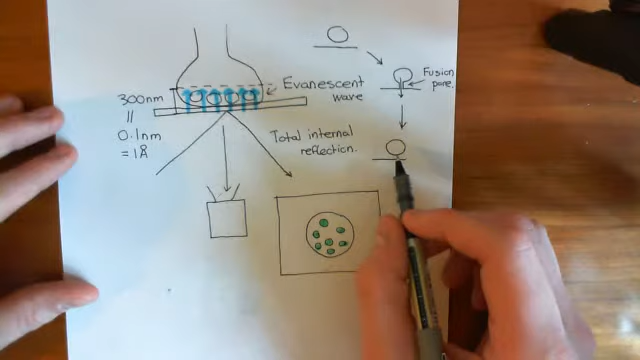 Evanescent
wave
Fusion
pore.
300nm
||
0.1nm
= 1Å
Total internal
reflection.